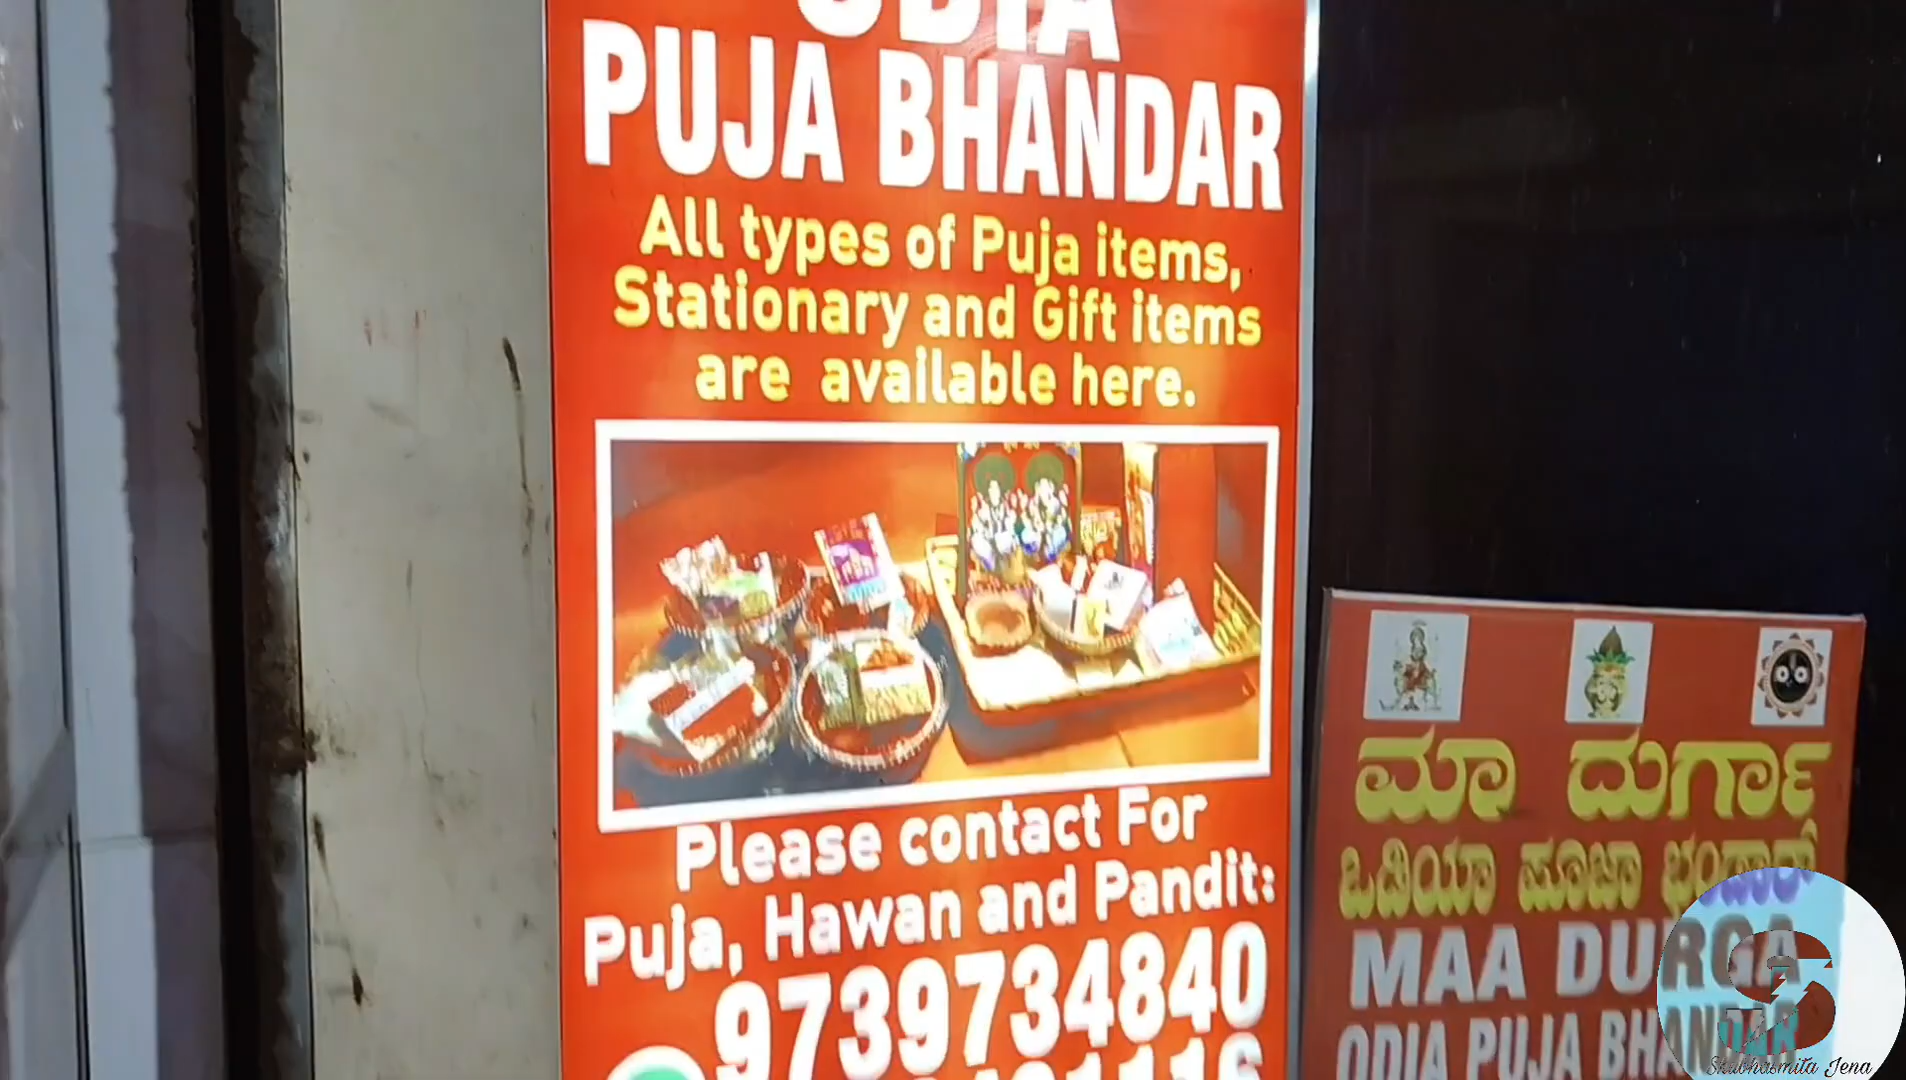 ODIA
PUJA BHANDAR
All types of Puja items,
Stationary and Gift items
are available here.
Please contact For
Puja, Hawan and Pandit:
9739734840
ಮಾ ದುರ್ಗಾ
ಒಡಿಯಾ ಪೂಜಾ ಭಂಡಾರ್
MAA DURGA
ODIA PUJA BHANDAR
Shubhasmita Jena